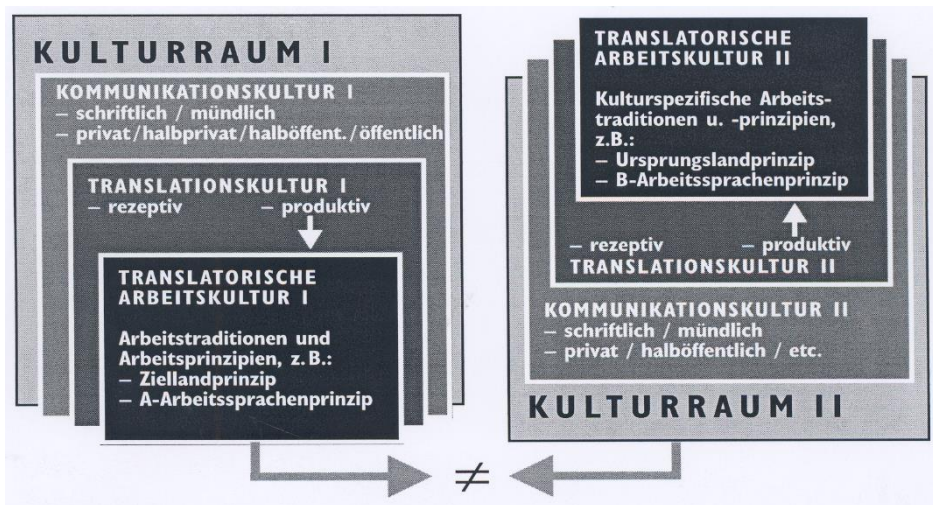 KULTURRAUM I
KOMMUNIKATIONSKULTUR I
– schriftlich / mündlich
– privat/halbprivat/halböffent./öffentlich
TRANSLATIONSKULTUR I
– rezeptiv – produktiv
TRANSLATORISCHE
ARBEITSKULTUR I
Arbeitstraditionen und
Arbeitsprinzipien, z. B.:
– Ziellandprinzip
– A-Arbeitssprachenprinzip
TRANSLATORISCHE
ARBEITSKULTUR II
Kulturspezifische Arbeits-
traditionen u. -prinzipien,
z.B.:
– Ursprungslandprinzip
– B-Arbeitssprachenprinzip
– rezeptiv – produktiv
TRANSLATIONSKULTUR II
KOMMUNIKATIONSKULTUR II
– schriftlich / mündlich
– privat / halböffentlich / etc.
KULTURRAUM II
≠